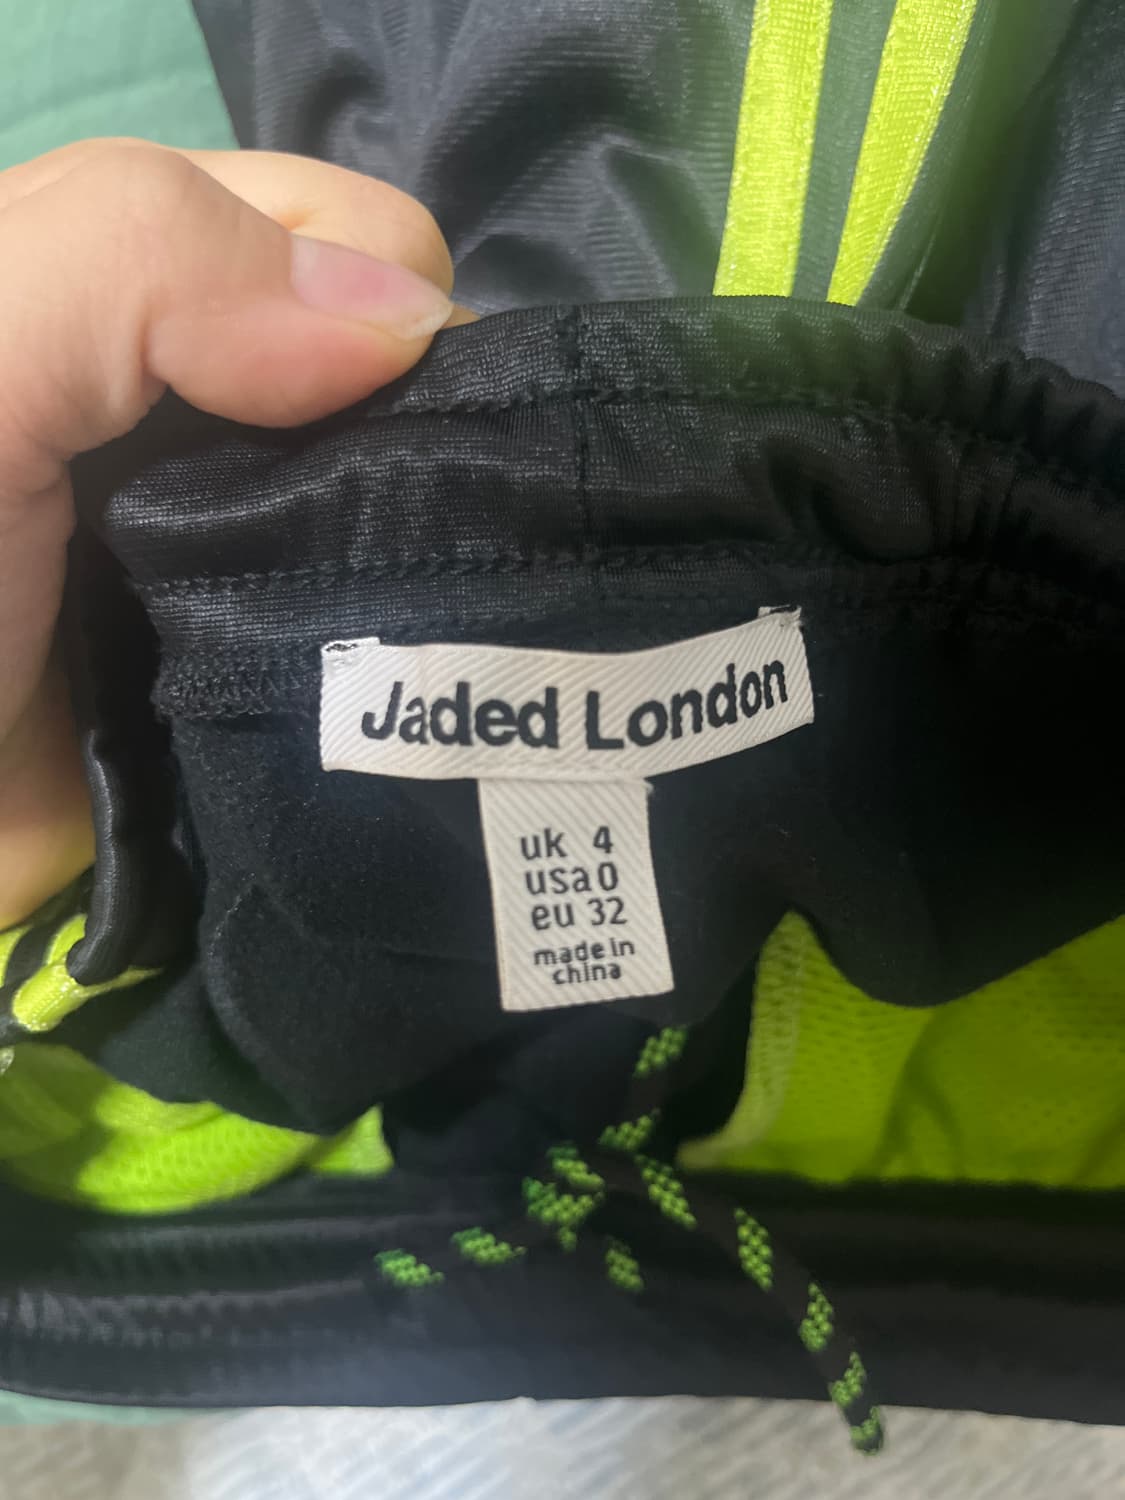 Jaded London
uk 4
usa 0
eu 32
made in
china